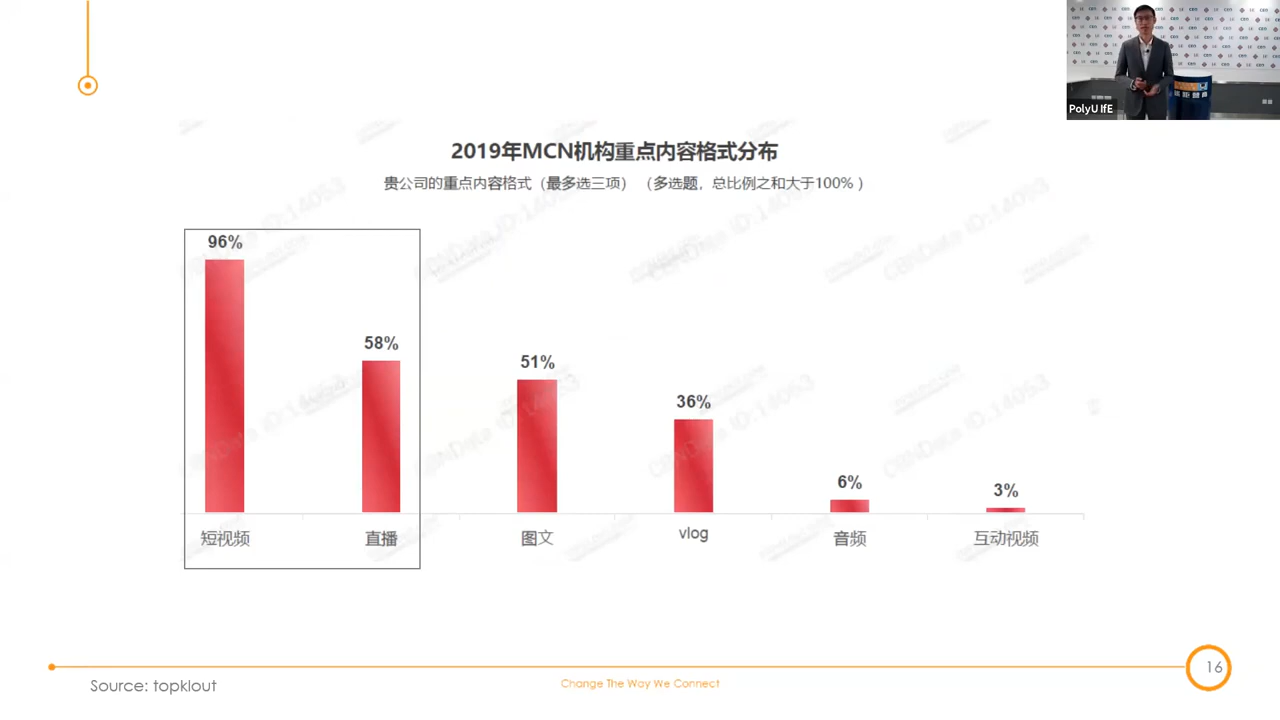 PolyU IfE
2019年MCN机构重点内容格式分布
贵公司的重点内容格式（最多选三项）（多选题，总比例之和大于100% ）
96%
58%
51%
36%
6%
3%
短视频
直播
图文
vlog
音频
互动视频
CBNData ID:14053
16
Source: topklout
Change The Way We Connect